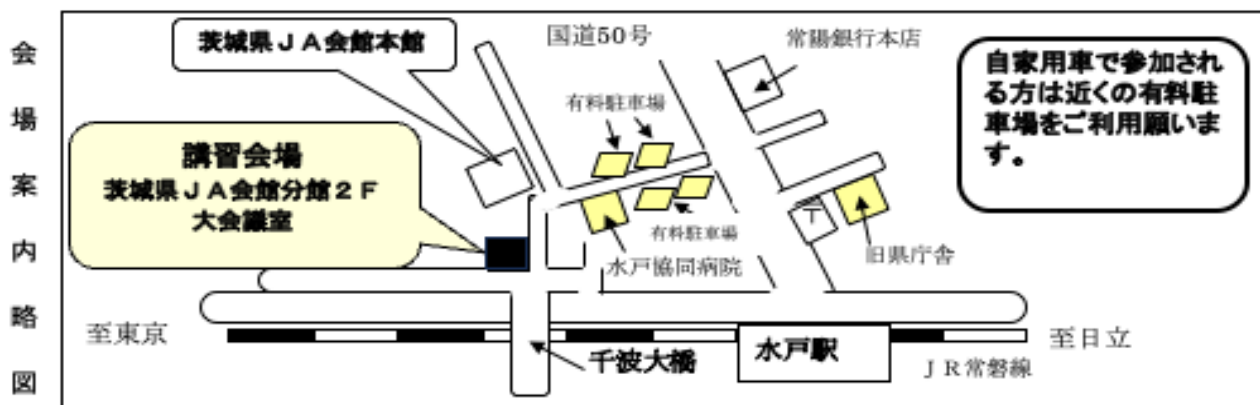 会場案内略図
茨城県ＪＡ会館本館
国道50号
常陽銀行本店
自家用車で参加され
る方は近くの有料駐
車場をご利用願いま
す。
有料駐車場
講習会場
茨城県ＪＡ会館分館２Ｆ
大会議室
〒
有料駐車場
水戸協同病院
旧県庁舎
至東京
千波大橋
水戸駅
至日立
ＪＲ常磐線